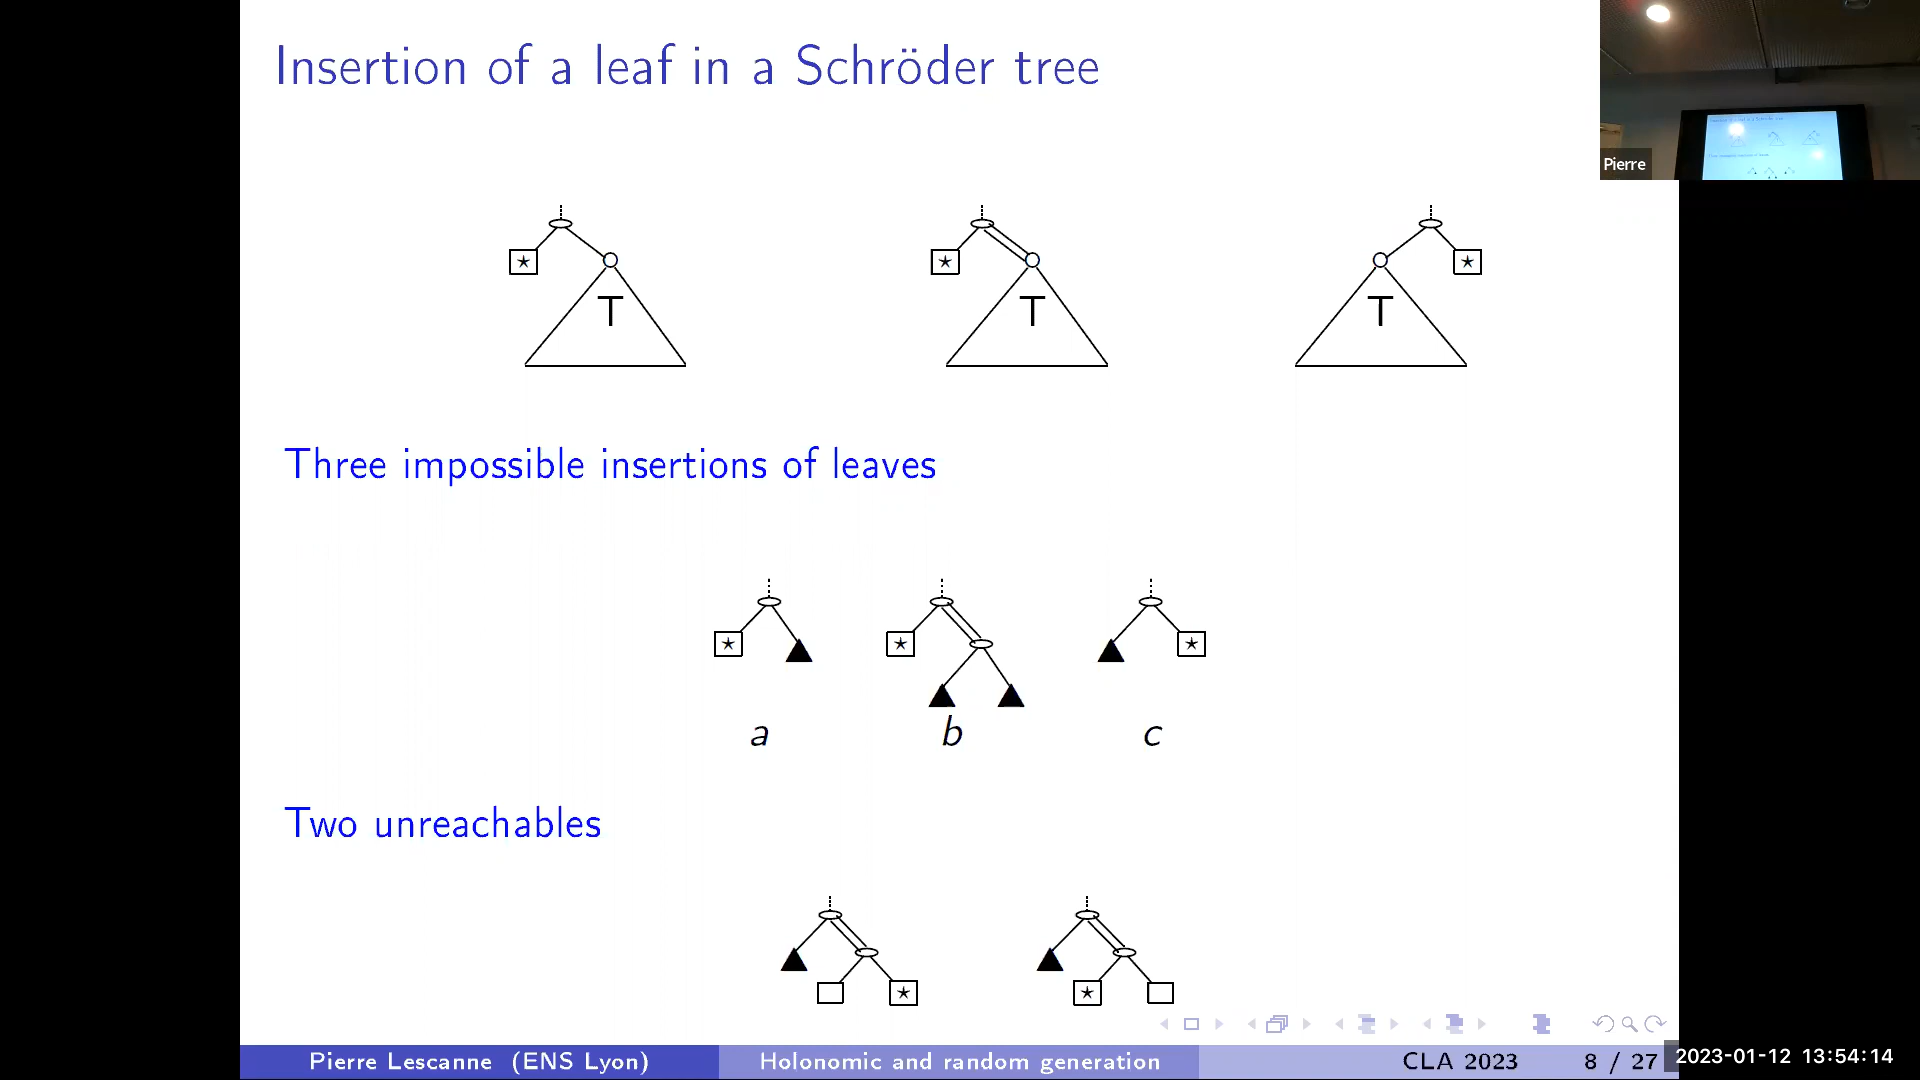 Insertion of a leaf in a Schröder tree
Pierre
★ ★ ★
T T T
Three impossible insertions of leaves
★ ★ ★
a b c
Two unreachables
★ ★
Pierre Lescanne (ENS Lyon) Holonomic and random generation CLA 2023 8 / 27
2023-01-12 13:54:14